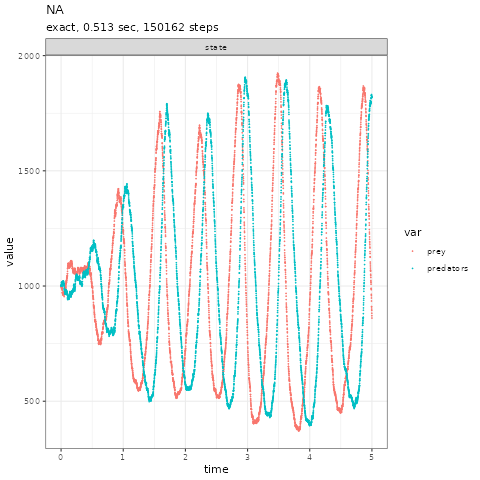 NA
exact, 0.513 sec, 150162 steps
state
2000
1500
1000
500
value
0 1 2 3 4 5
time
var
prey
predators